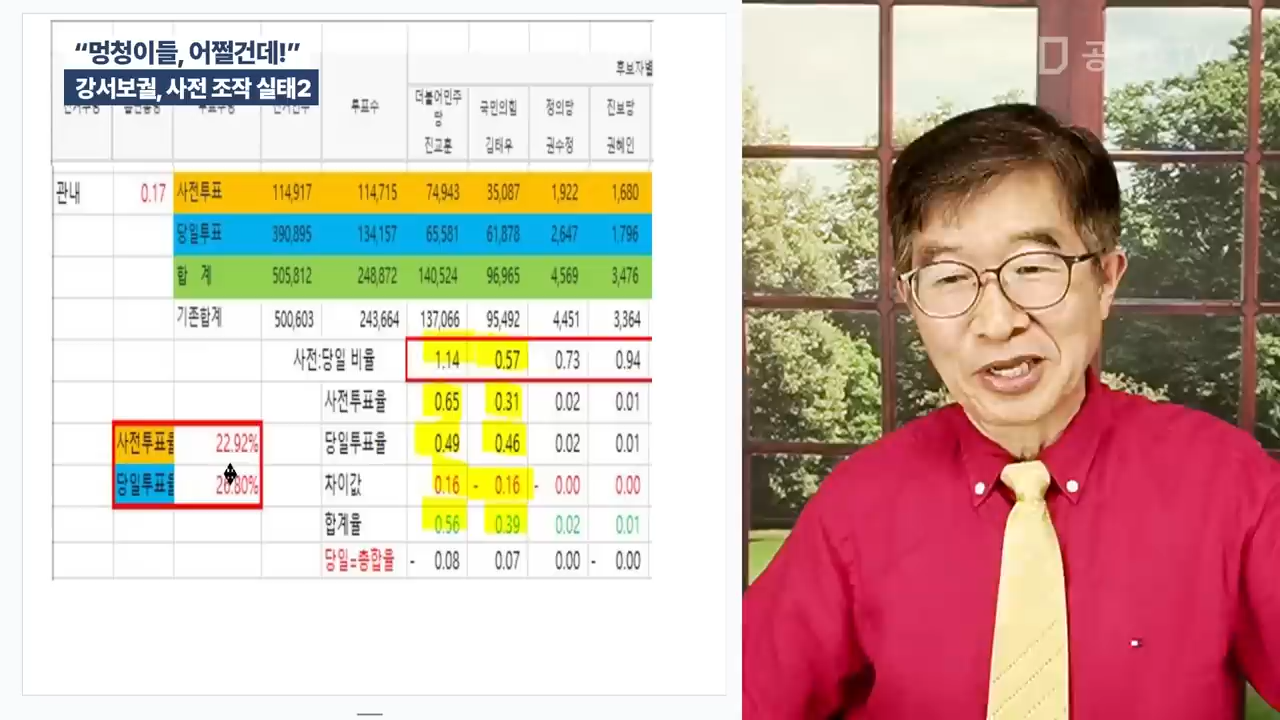 “멍청이들, 어쩔건데!”
강서보궐, 사전 조작 실태2
공 TV
후보자별
투표수 더불어민주당 국민의힘 정의당 진보당
진교훈 김태우 권수정 권혜인
관내 0.17 사전투표 114,917 114,715 74,943 35,087 1,922 1,680
당일투표 390,895 134,157 65,581 61,878 2,647 1,796
합 계 505,812 248,872 140,524 96,965 4,569 3,476
기존합계 500,603 243,664 137,066 95,492 4,451 3,364
사전:당일 비율 1.14 0.57 0.73 0.94
사전투표율 0.65 0.31 0.02 0.01
사전투표율 22.92% 당일투표율 0.49 0.46 0.02 0.01
당일투표율 26.80% 차이값 0.16 - 0.16 - 0.00 0.00
합계율 0.56 0.39 0.02 0.01
당일=총합율 - 0.08 0.07 0.00 - 0.00